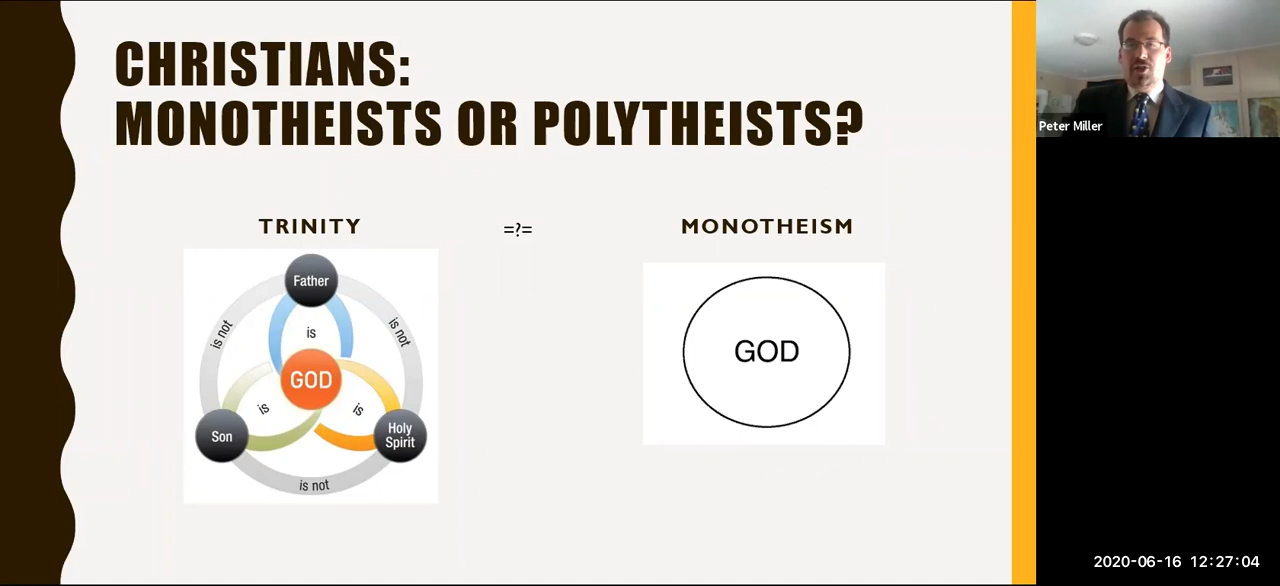 CHRISTIANS:
MONOTHEISTS OR POLYTHEISTS?
TRINITY
=?=
MONOTHEISM
Father
is not
is not
is
GOD
is
is
Son
Holy
Spirit
is not
GOD
Peter Miller
2020-06-16 12:27:04